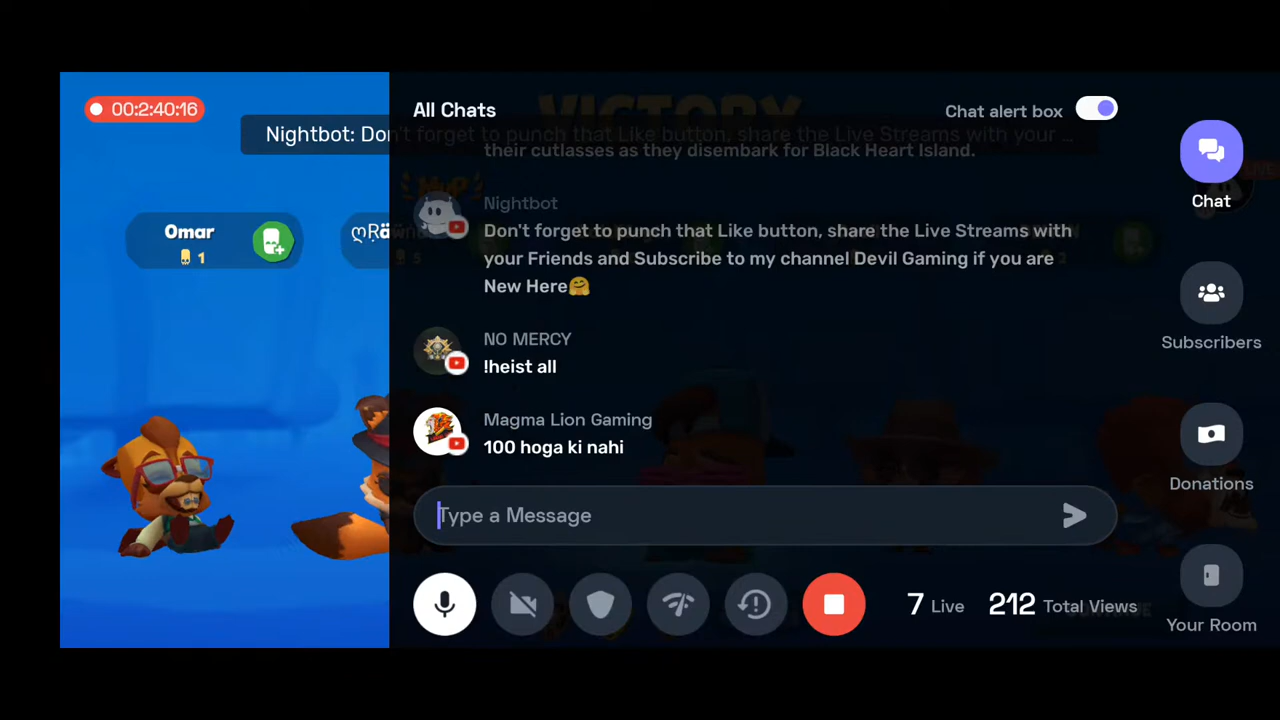 00:2:40:16
All Chats
Chat alert box
VICTORY
Nightbot: Don't forget to punch that Like button, share the Live Streams with your ...
their cutlasses as they disembark for Black Heart Island.
Chat
Nightbot
Don't forget to punch that Like button, share the Live Streams with
your Friends and Subscribe to my channel Devil Gaming if you are
New Here🤗
Omar
1
5
NO MERCY
!heist all
Subscribers
Magma Lion Gaming
100 hoga ki nahi
Donations
Type a Message
7 Live
212 Total Views
Your Room